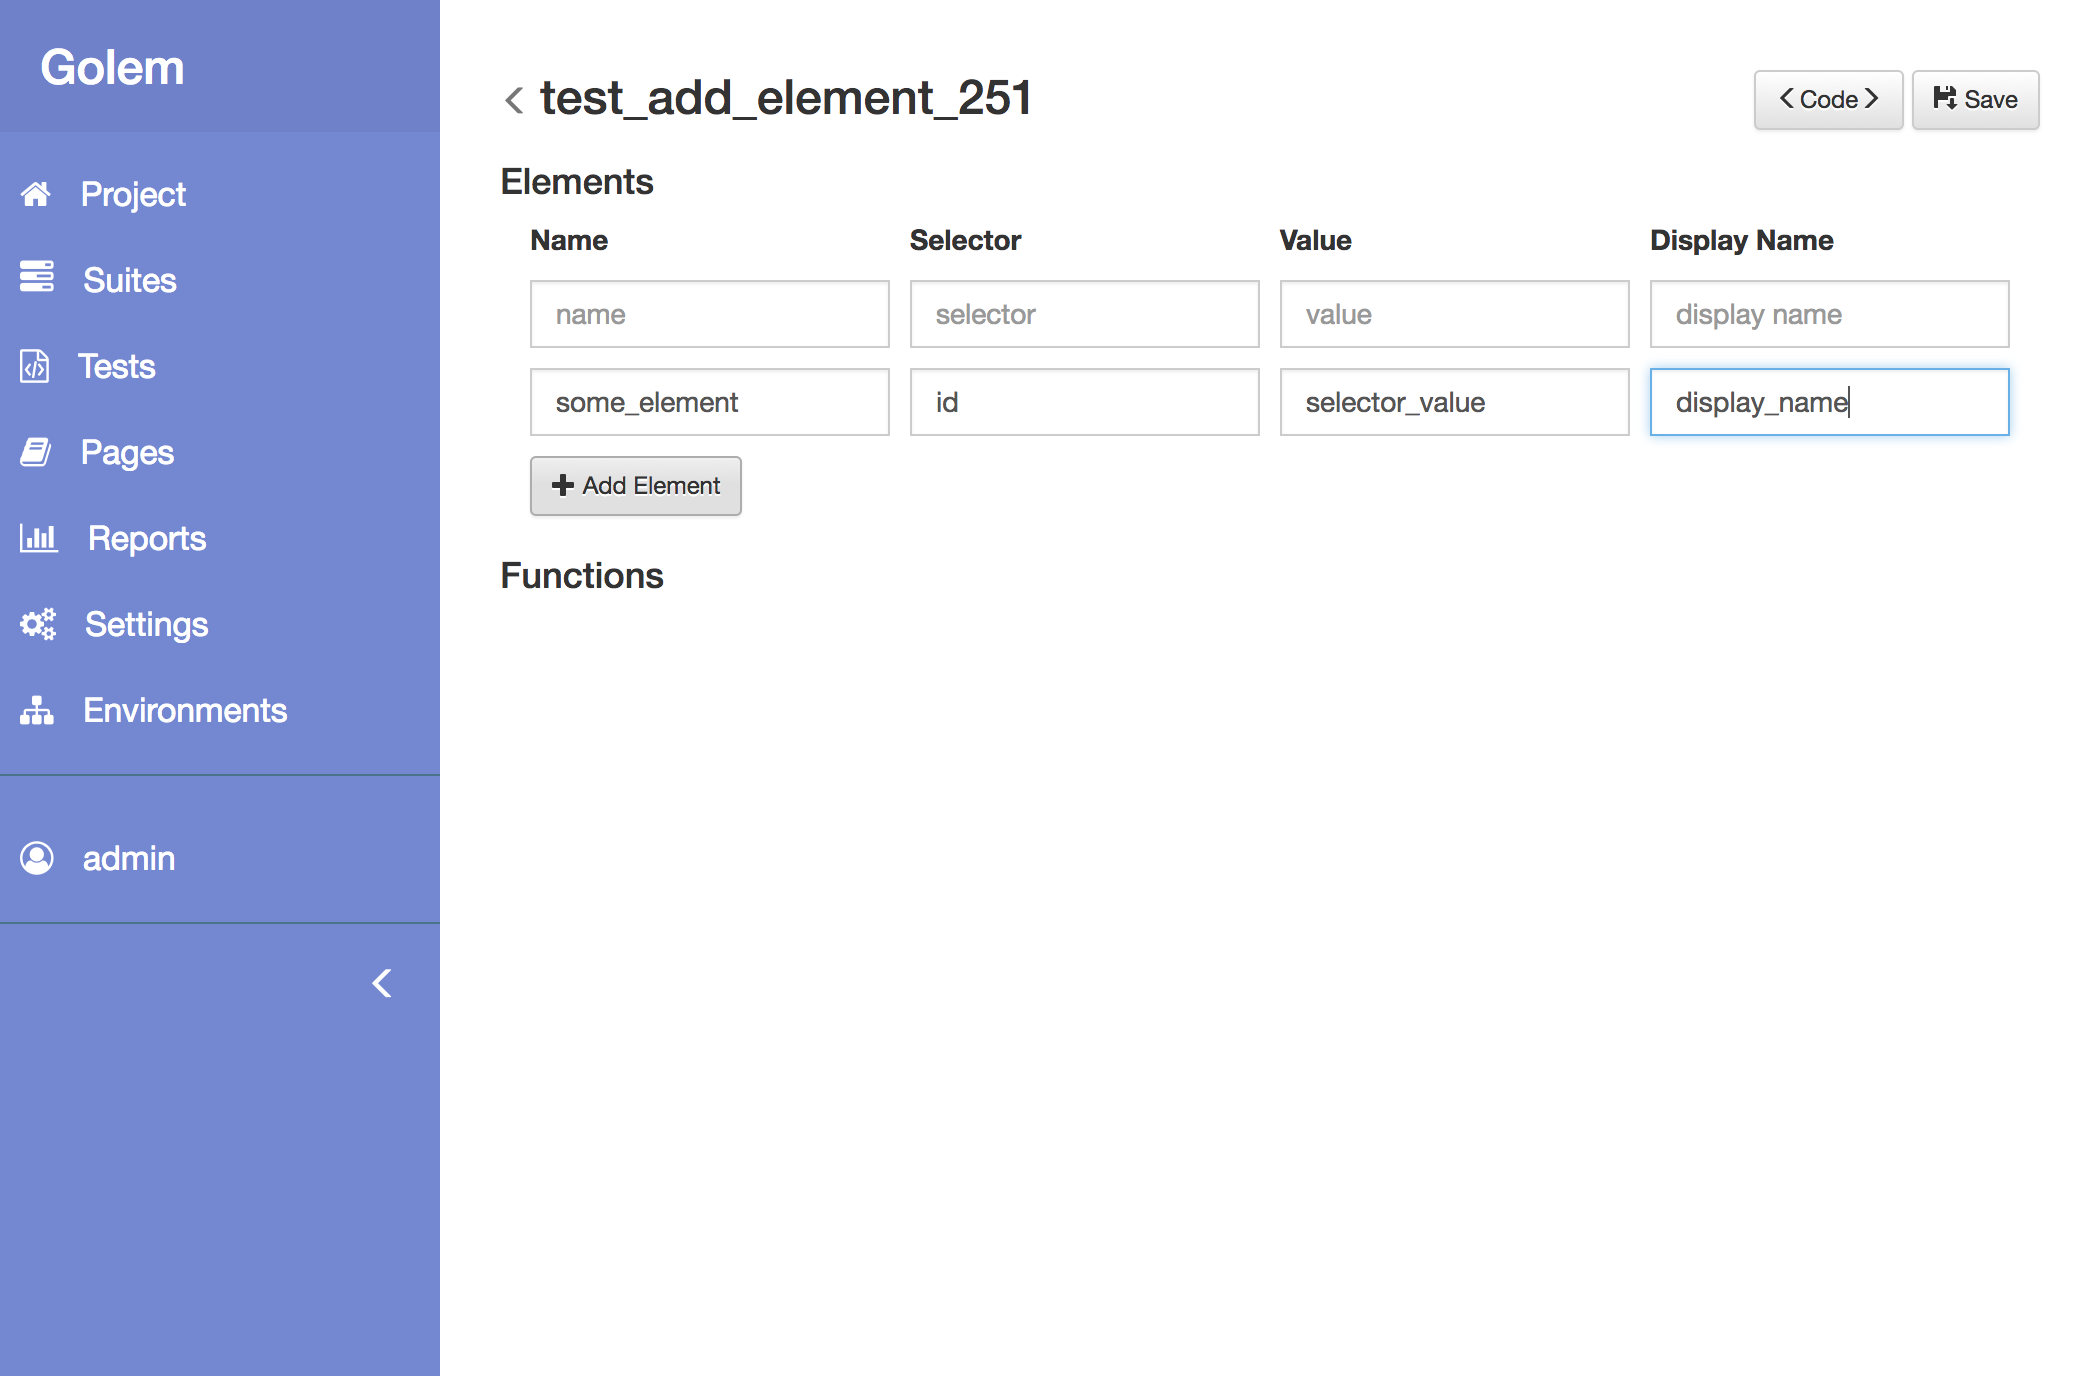 Golem
Project
Suites
Tests
Pages
Reports
Settings
Environments
admin
test_add_element_251
Code
Save
Elements
Name Selector Value Display Name
name selector value display name
some_element id selector_value display_name
Add Element
Functions